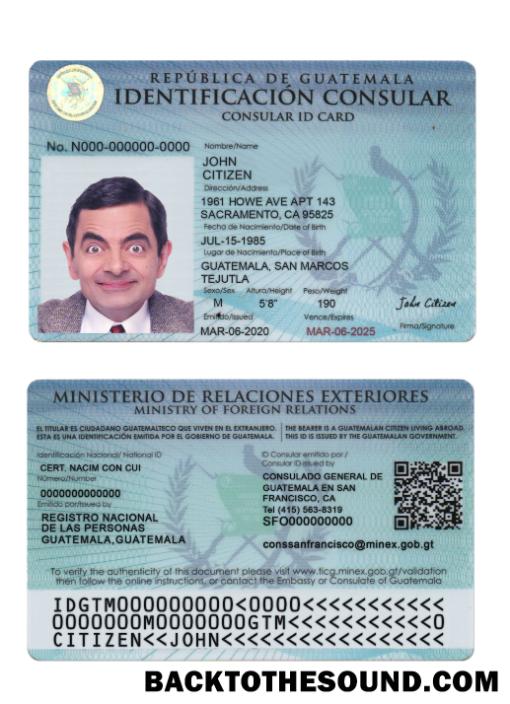 REPÚBLICA DE GUATEMALA
IDENTIFICACIÓN CONSULAR
CONSULAR ID CARD
No. N000-000000-0000
Nombre/Name
JOHN
CITIZEN
Dirección/Address
1961 HOWE AVE APT 143
SACRAMENTO, CA 95825
Fecha de Nacimiento/Date of Birth
JUL-15-1985
Lugar de Nacimiento/Place of Birth
GUATEMALA, SAN MARCOS
TEJUTLA
Sexo/Sex Altura/Height Peso/Weight
M 5'8" 190
John Citizen
Emitido/Issued Vence/Expires Firma/Signature
MAR-06-2020 MAR-06-2025
MINISTERIO DE RELACIONES EXTERIORES
MINISTRY OF FOREIGN RELATIONS
EL TITULAR ES CIUDADANO GUATEMALTECO QUE VIVEN EN EL EXTRANJERO.
ESTA ES UNA IDENTIFICACIÓN EMITIDA POR EL GOBIERNO DE GUATEMALA.
THE BEARER IS A GUATEMALAN CITIZEN LIVING ABROAD.
THIS ID IS ISSUED BY THE GUATEMALAN GOVERNMENT.
Identificación Nacional/ National ID
CERT. NACIM CON CUI
Número/Number
0000000000000
Emitido por/Issued by
REGISTRO NACIONAL
DE LAS PERSONAS
GUATEMALA,GUATEMALA
ID Consular emitido por /
Consular ID issued by
CONSULADO GENERAL DE
GUATEMALA EN SAN
FRANCISCO, CA
Tel (415) 563-8319
SFO000000000
conssanfrancisco@minex.gob.gt
To verify the authenticity of this document please visit www.ticg.minex.gob.gt/validation
then follow the online instructions, or contact the Embassy or Consulate of Guatemala
IDGTM000000000<0000<<<<<<<<<<<
0000000M0000000GTM<<<<<<<<<<<0
CITIZEN<<JOHN<<<<<<<<<<<<<<<<<
BACKTOTHESOUND.COM